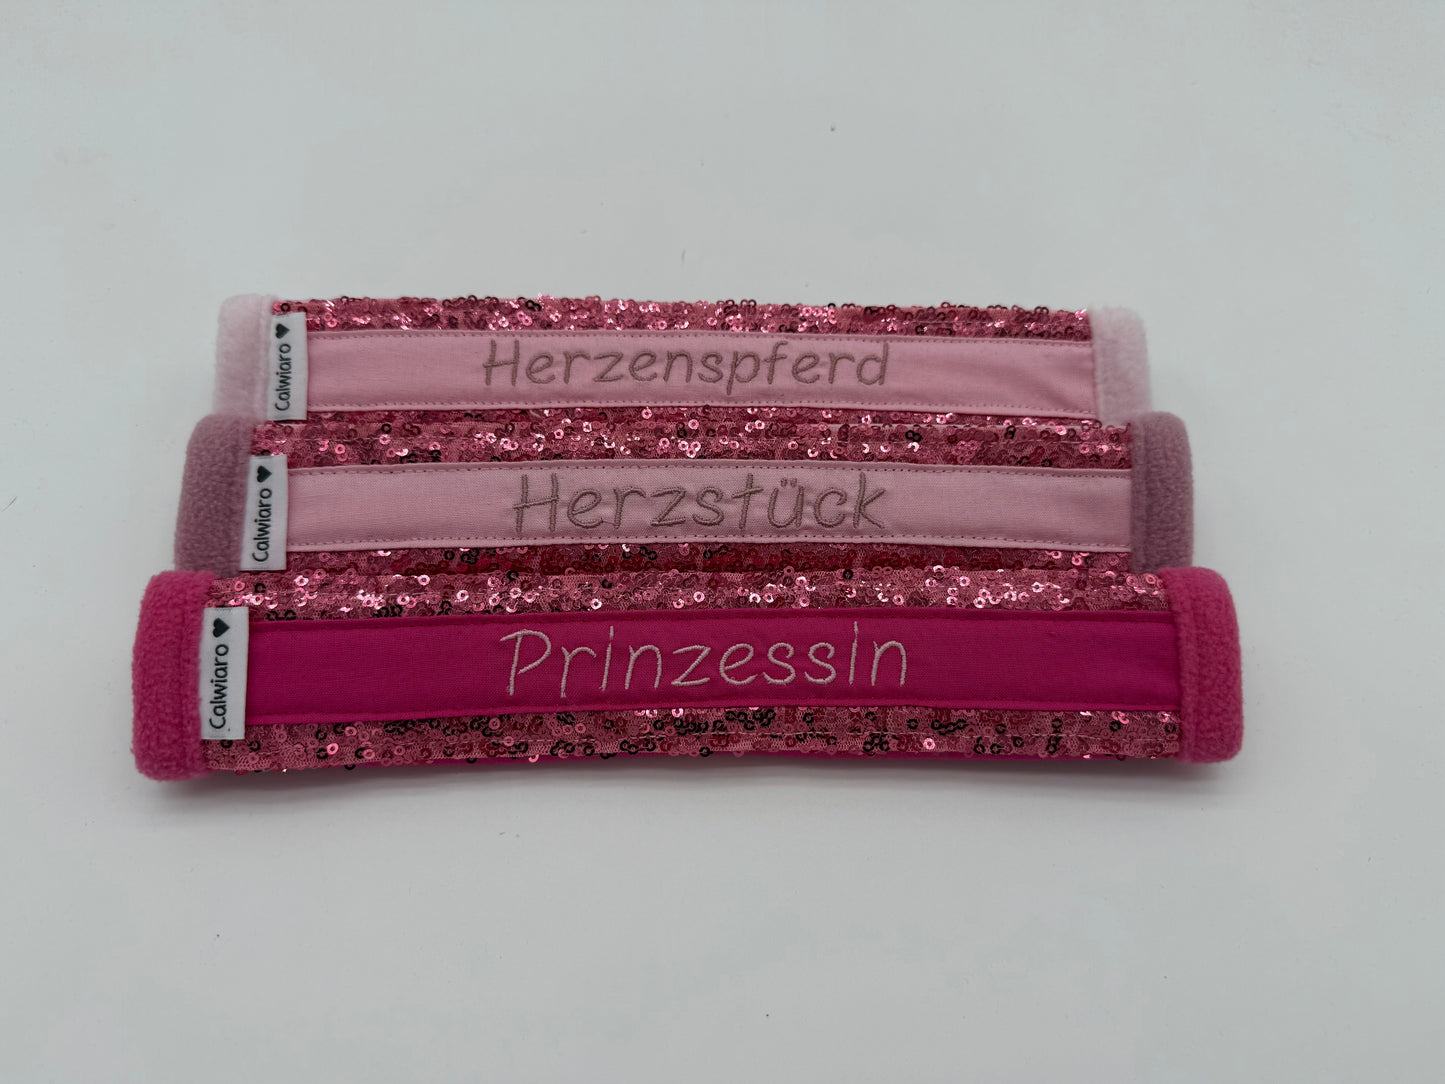 Calwiaro ♥
Herzenspferd
Calwiaro ♥
Herzstück
Calwiaro ♥
Prinzessin